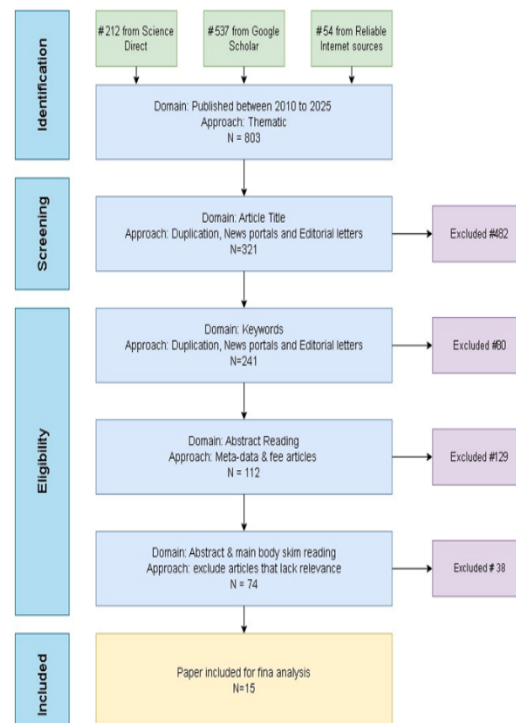 Identification
#212 from Science
Direct
#537 from Google
Scholar
#54 from Reliable
Internet sources
Domain: Published between 2010 to 2025
Approach: Thematic
N = 803
Screening
Domain: Article Title
Approach: Duplication, News portals and Editorial letters
N=321
Excluded #482
Eligibility
Domain: Keywords
Approach: Duplication, News portals and Editorial letters
N=241
Excluded #80
Domain: Abstract Reading
Approach: Meta-data & fee articles
N = 112
Excluded #129
Domain: Abstract & main body skim reading
Approach: exclude articles that lack relevance
N = 74
Excluded # 38
Included
Paper included for fina analysis
N=15